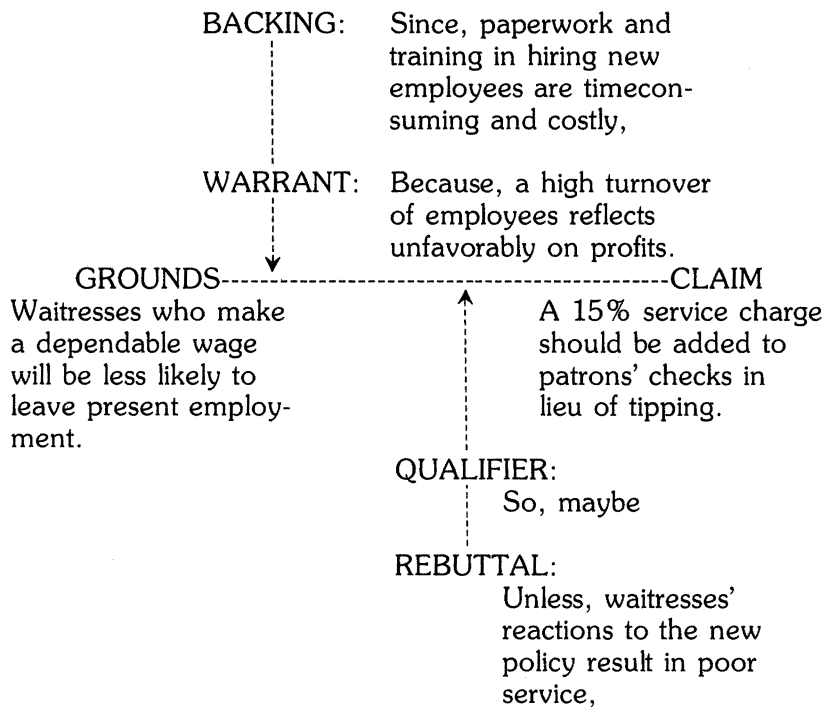 BACKING: Since, paperwork and
training in hiring new
employees are timecon-
suming and costly,
WARRANT: Because, a high turnover
of employees reflects
unfavorably on profits.
GROUNDS CLAIM
Waitresses who make
a dependable wage
will be less likely to
leave present employ-
ment.
A 15% service charge
should be added to
patrons' checks in
lieu of tipping.
QUALIFIER:
So, maybe
REBUTTAL:
Unless, waitresses'
reactions to the new
policy result in poor
service,